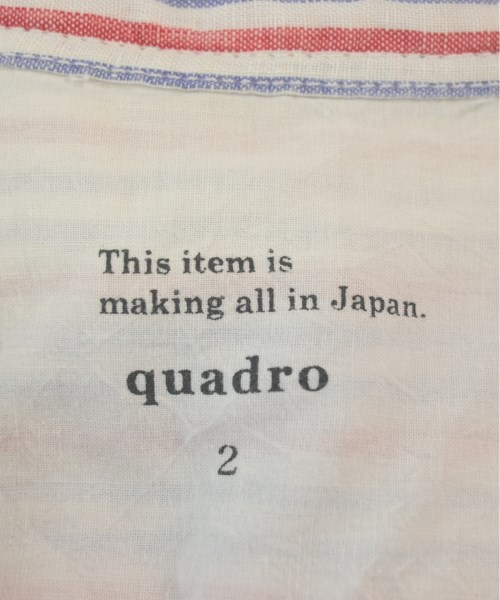 This item is
making all in Japan.
quadro
2